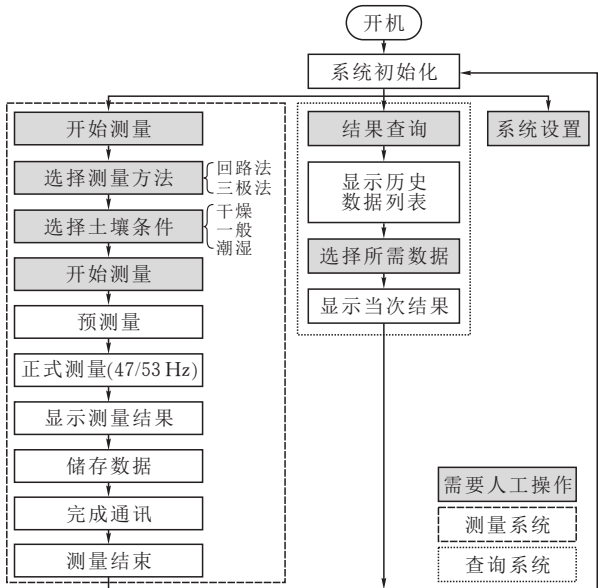 开机
系统初始化
开始测量
选择测量方法
回路法
三极法
选择土壤条件
干燥
一般
潮湿
开始测量
预测量
正式测量(47/53 Hz)
显示测量结果
储存数据
完成通讯
测量结束
结果查询
显示历史
数据列表
选择所需数据
显示当次结果
系统设置
需要人工操作
测量系统
查询系统